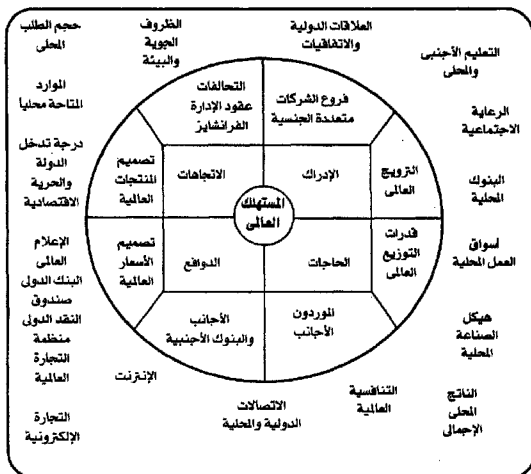 العلاقات الدولية
والاتفاقيات
الظروف
الجوية
والبيئة
حجم الطلب
المحلى
التعليم الأجنبى
والمحلى
الموارد
المتاحة محلياً
الرعاية
الاجتماعية
درجة تدخل
الدولة
والحرية
الاقتصادية
البنوك
المحلية
أسواق
العمل المحلية
الإعلام
العالمى
البنك الدولى
صندوق
النقد الدولى
منظمة
التجارة
العالمية
هيكل
الصناعة
المحلية
الناتج
المحلى
الإجمالى
التنافسية
العالمية
الاتصالات
الدولية والمحلية
الإنترنت
التجارة
الإلكترونية
فروع الشركات
متعددة الجنسية
التحالفات
عقود الإدارة
الفرانشايز
الترويج
العالمى
الإدراك
الاتجاهات
تصميم
المنتجات
العالمية
المستهلك
العالمى
قدرات
التوزيع
العالمى
الحاجات
الدوافع
تصميم
الأسعار
العالمية
الموردون
الأجانب
الأجانب
والبنوك الأجنبية